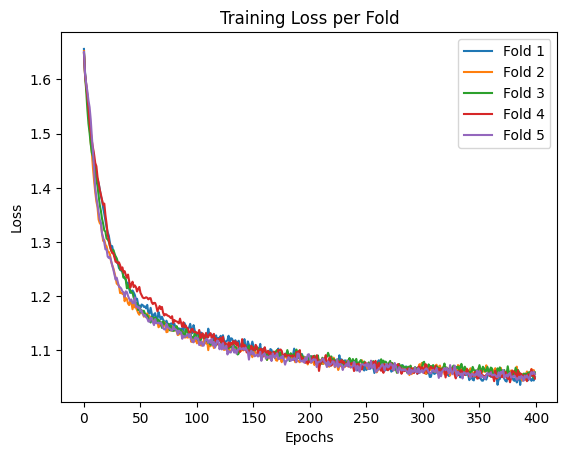 Training Loss per Fold
Loss
1.6
1.5
1.4
1.3
1.2
1.1
Fold 1
Fold 2
Fold 3
Fold 4
Fold 5
0 50 100 150 200 250 300 350 400
Epochs